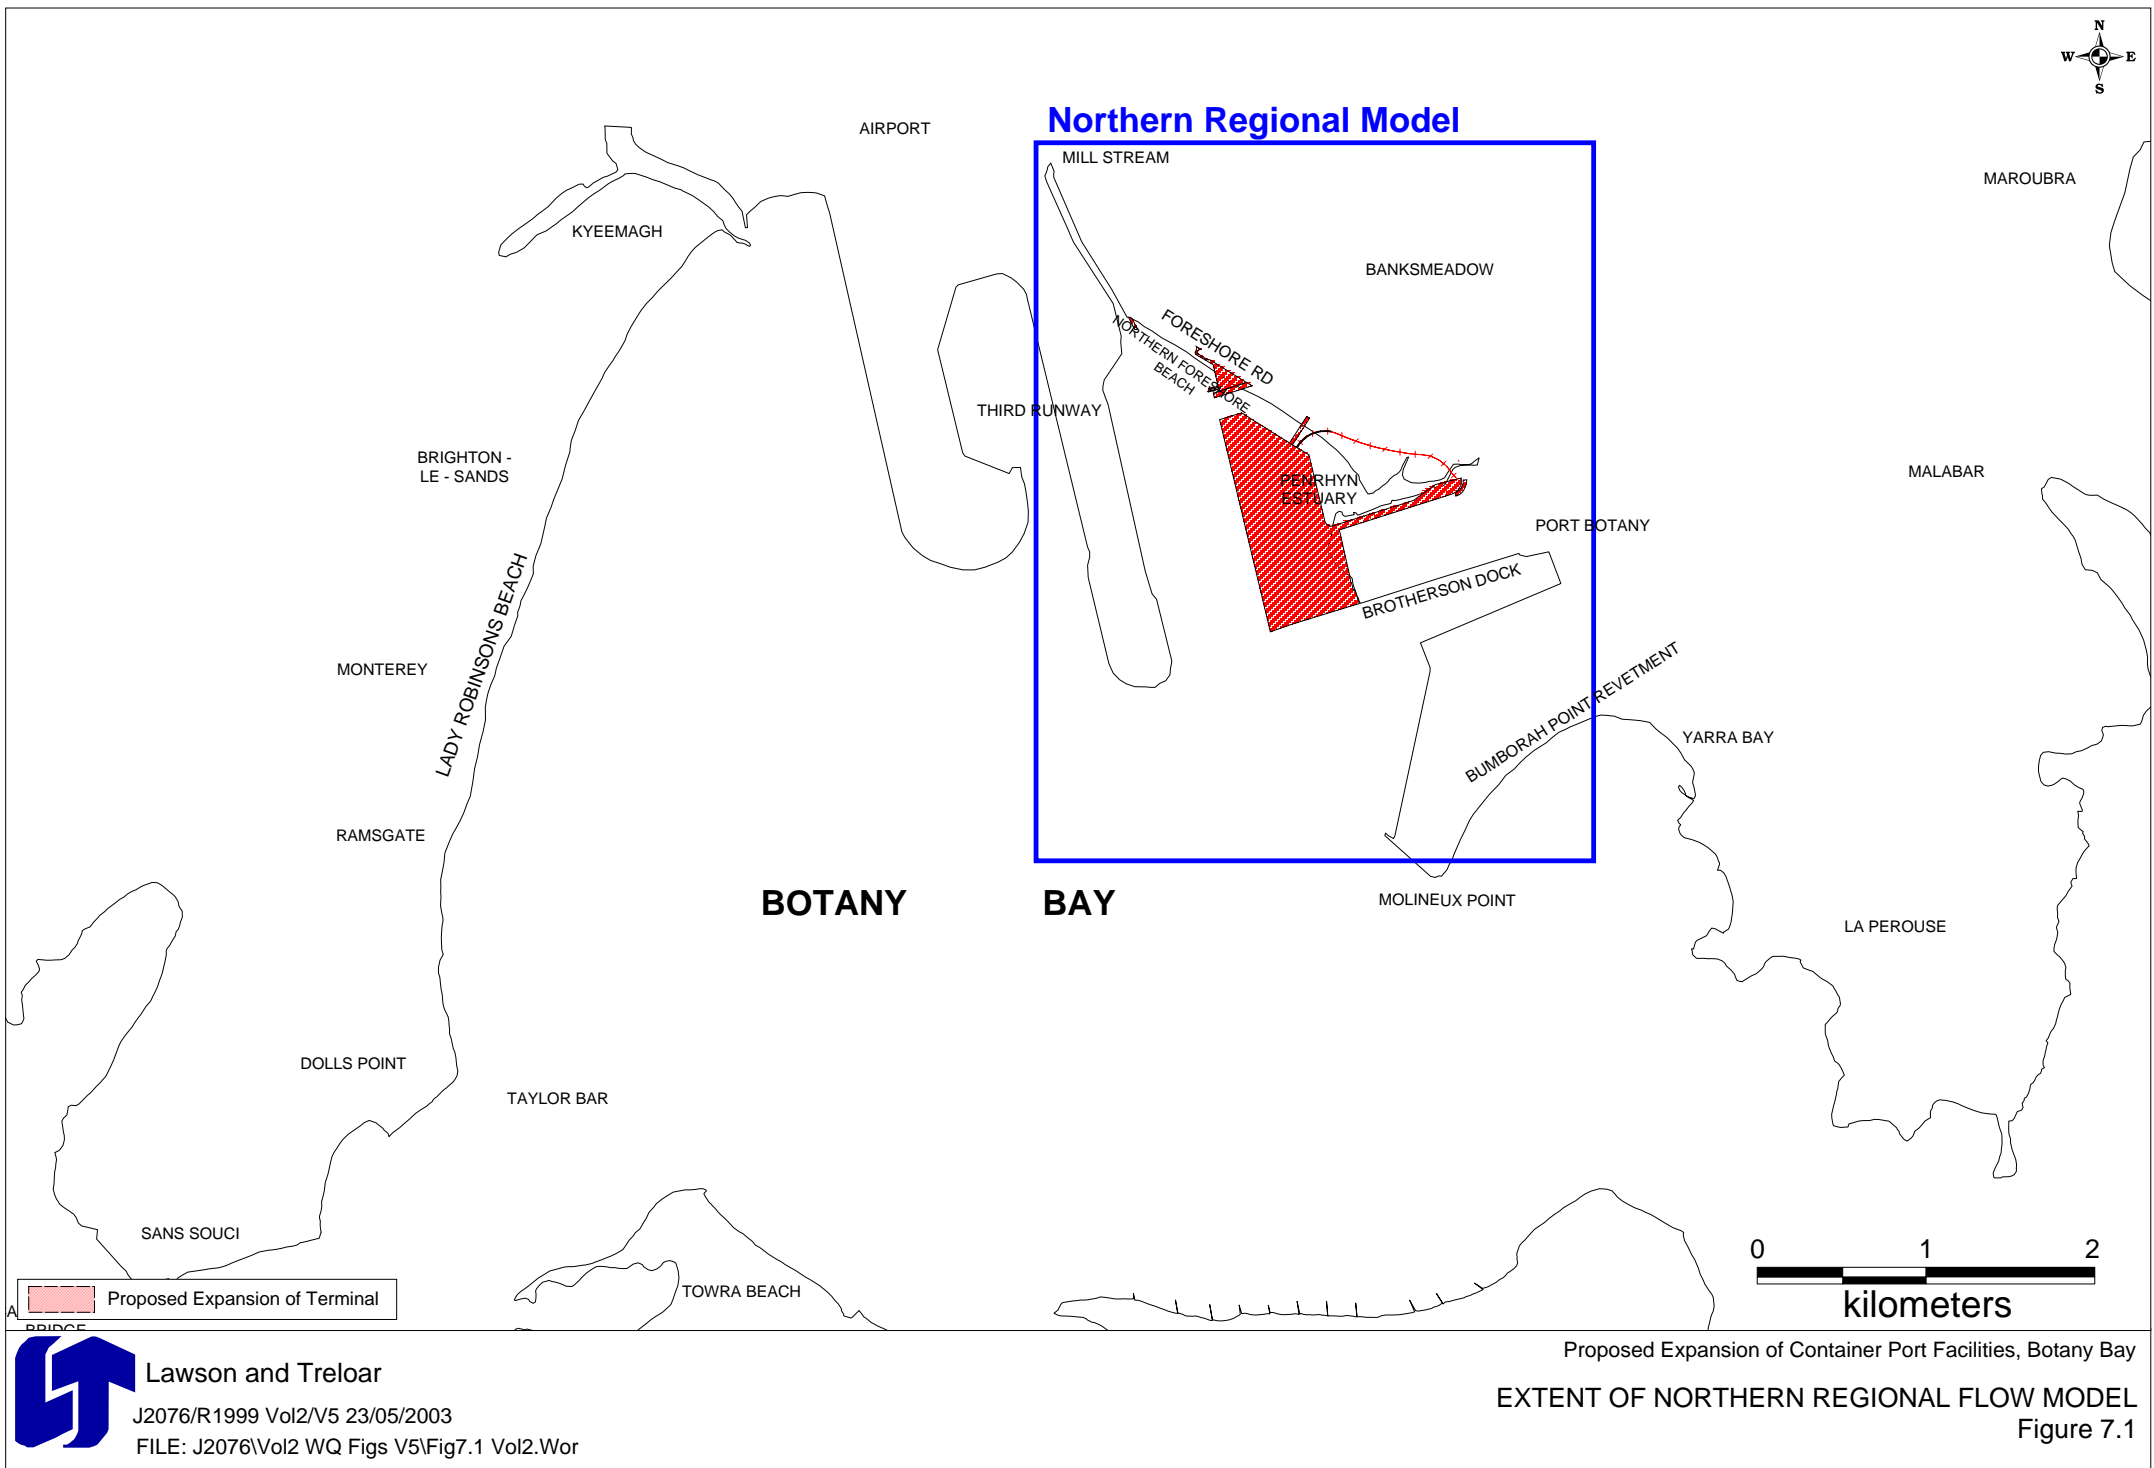 N
W E
S
Northern Regional Model
AIRPORT
MILL STREAM
MAROUBRA
KYEEMAGH
BANKSMEADOW
FORESHORE RD
NORTHERN FORESHORE
BEACH
THIRD RUNWAY
BRIGHTON -
LE - SANDS
MALABAR
PENRHYN
ESTUARY
PORT BOTANY
LADY ROBINSONS BEACH
BROTHERSON DOCK
MONTEREY
BUMBORAH POINT REVETMENT
YARRA BAY
RAMSGATE
BOTANY BAY
MOLINEUX POINT
LA PEROUSE
DOLLS POINT
TAYLOR BAR
SANS SOUCI
TOWRA BEACH
0 1 2
kilometers
Proposed Expansion of Terminal
BRIDGE
Lawson and Treloar
J2076/R1999 Vol2/V5 23/05/2003
FILE: J2076\Vol2 WQ Figs V5\Fig7.1 Vol2.Wor
Proposed Expansion of Container Port Facilities, Botany Bay
EXTENT OF NORTHERN REGIONAL FLOW MODEL
Figure 7.1